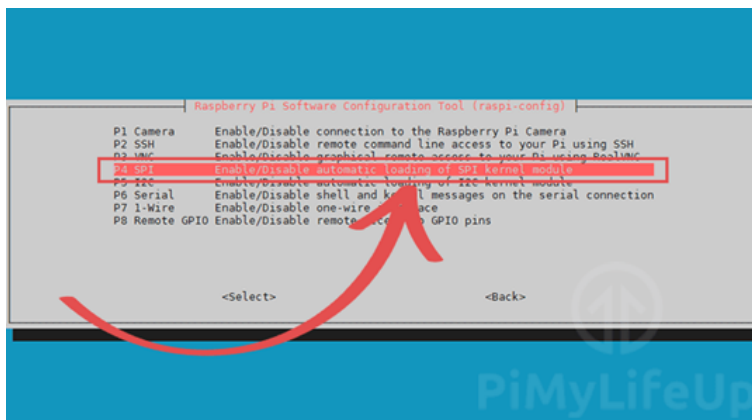 Raspberry Pi Software Configuration Tool (raspi-config)
P1 Camera Enable/Disable connection to the Raspberry Pi Camera
P2 SSH Enable/Disable remote command line access to your Pi using SSH
P3 VNC Enable/Disable graphical remote access to your Pi using RealVNC
P4 SPI Enable/Disable automatic loading of SPI kernel module
P5 I2C Enable/Disable automatic loading of I2C kernel module
P6 Serial Enable/Disable shell and messages on the serial connection
P7 1-Wire Enable/Disable one-wire
P8 Remote GPIO Enable/Disable remote GPIO pins
<Select> <Back>
PiMyLifeUp